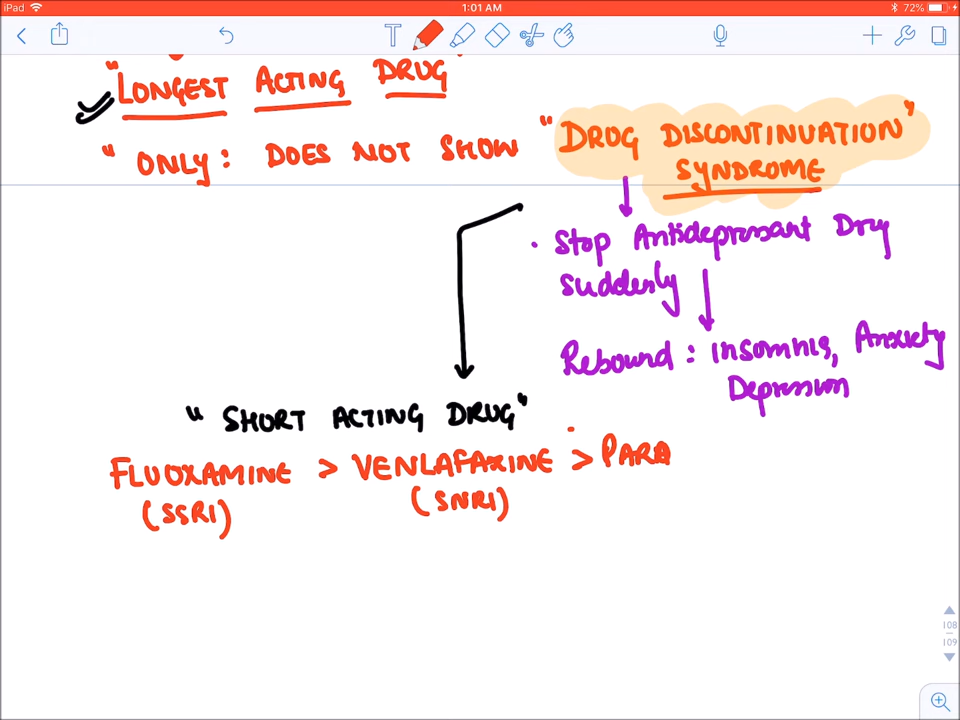 iPad
1:01 AM
72%
"LONGEST ACTING DRUG"
" ONLY: DOES NOT SHOW "DRUG DISCONTINUATION"
SYNDROME
· Stop Antidepressant Drug
suddenly
Rebound: Insomnia, Anxiety
Depression
"SHORT ACTING DRUG"
FLUOXAMINE > VENLAFAXINE > PARA
(SSRI) (SNRI)
108
109